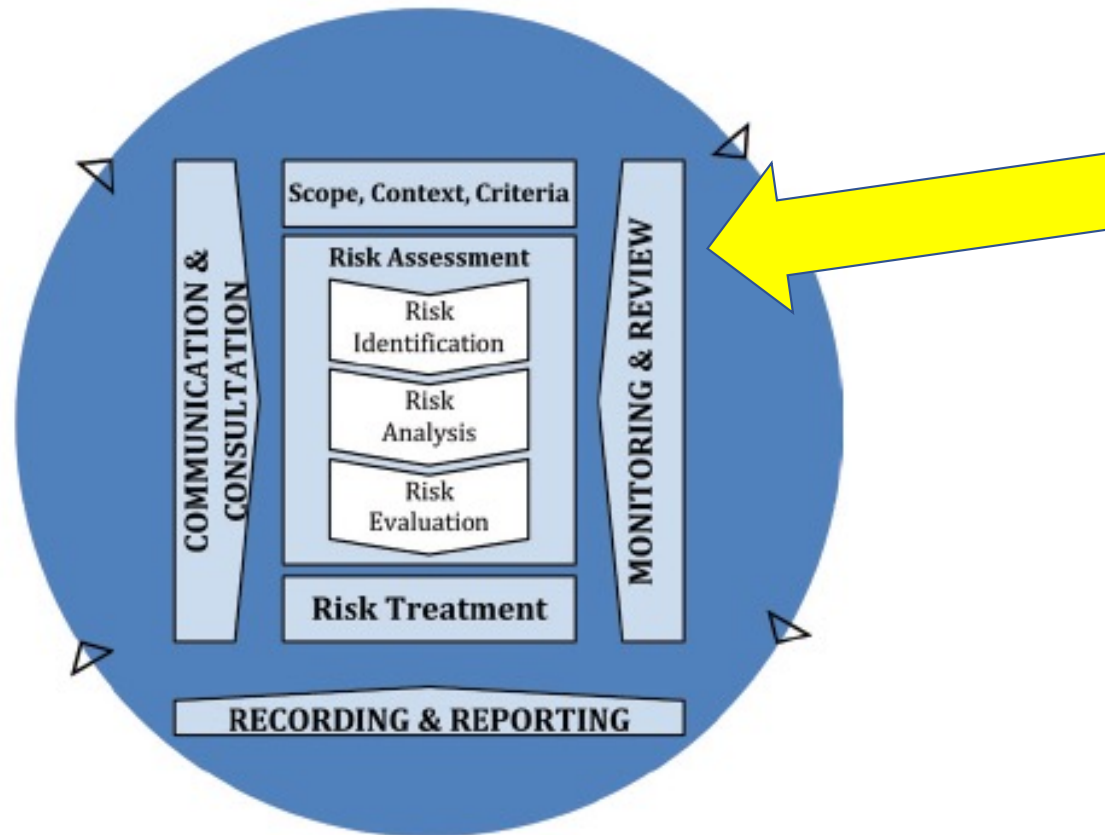 Scope, Context, Criteria
Risk Assessment
Risk
Identification
Risk
Analysis
Risk
Evaluation
Risk Treatment
COMMUNICATION &
CONSULTATION
MONITORING & REVIEW
RECORDING & REPORTING